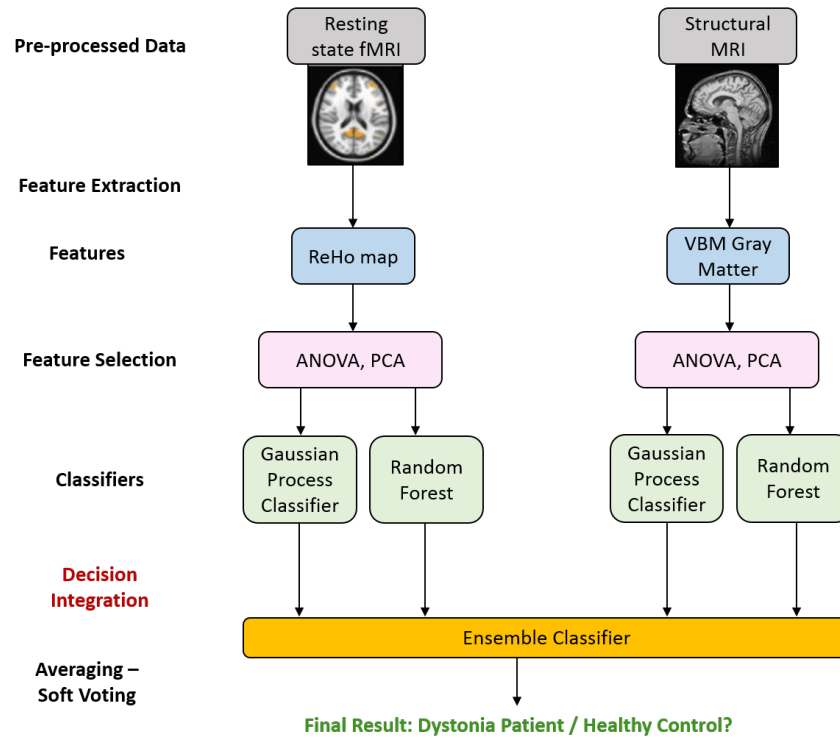 Pre-processed Data
Resting
state fMRI
Structural
MRI
Feature Extraction
Features
ReHo map
VBM Gray
Matter
Feature Selection
ANOVA, PCA
ANOVA, PCA
Classifiers
Gaussian
Process
Classifier
Random
Forest
Gaussian
Process
Classifier
Random
Forest
Decision
Integration
Ensemble Classifier
Averaging –
Soft Voting
Final Result: Dystonia Patient / Healthy Control?